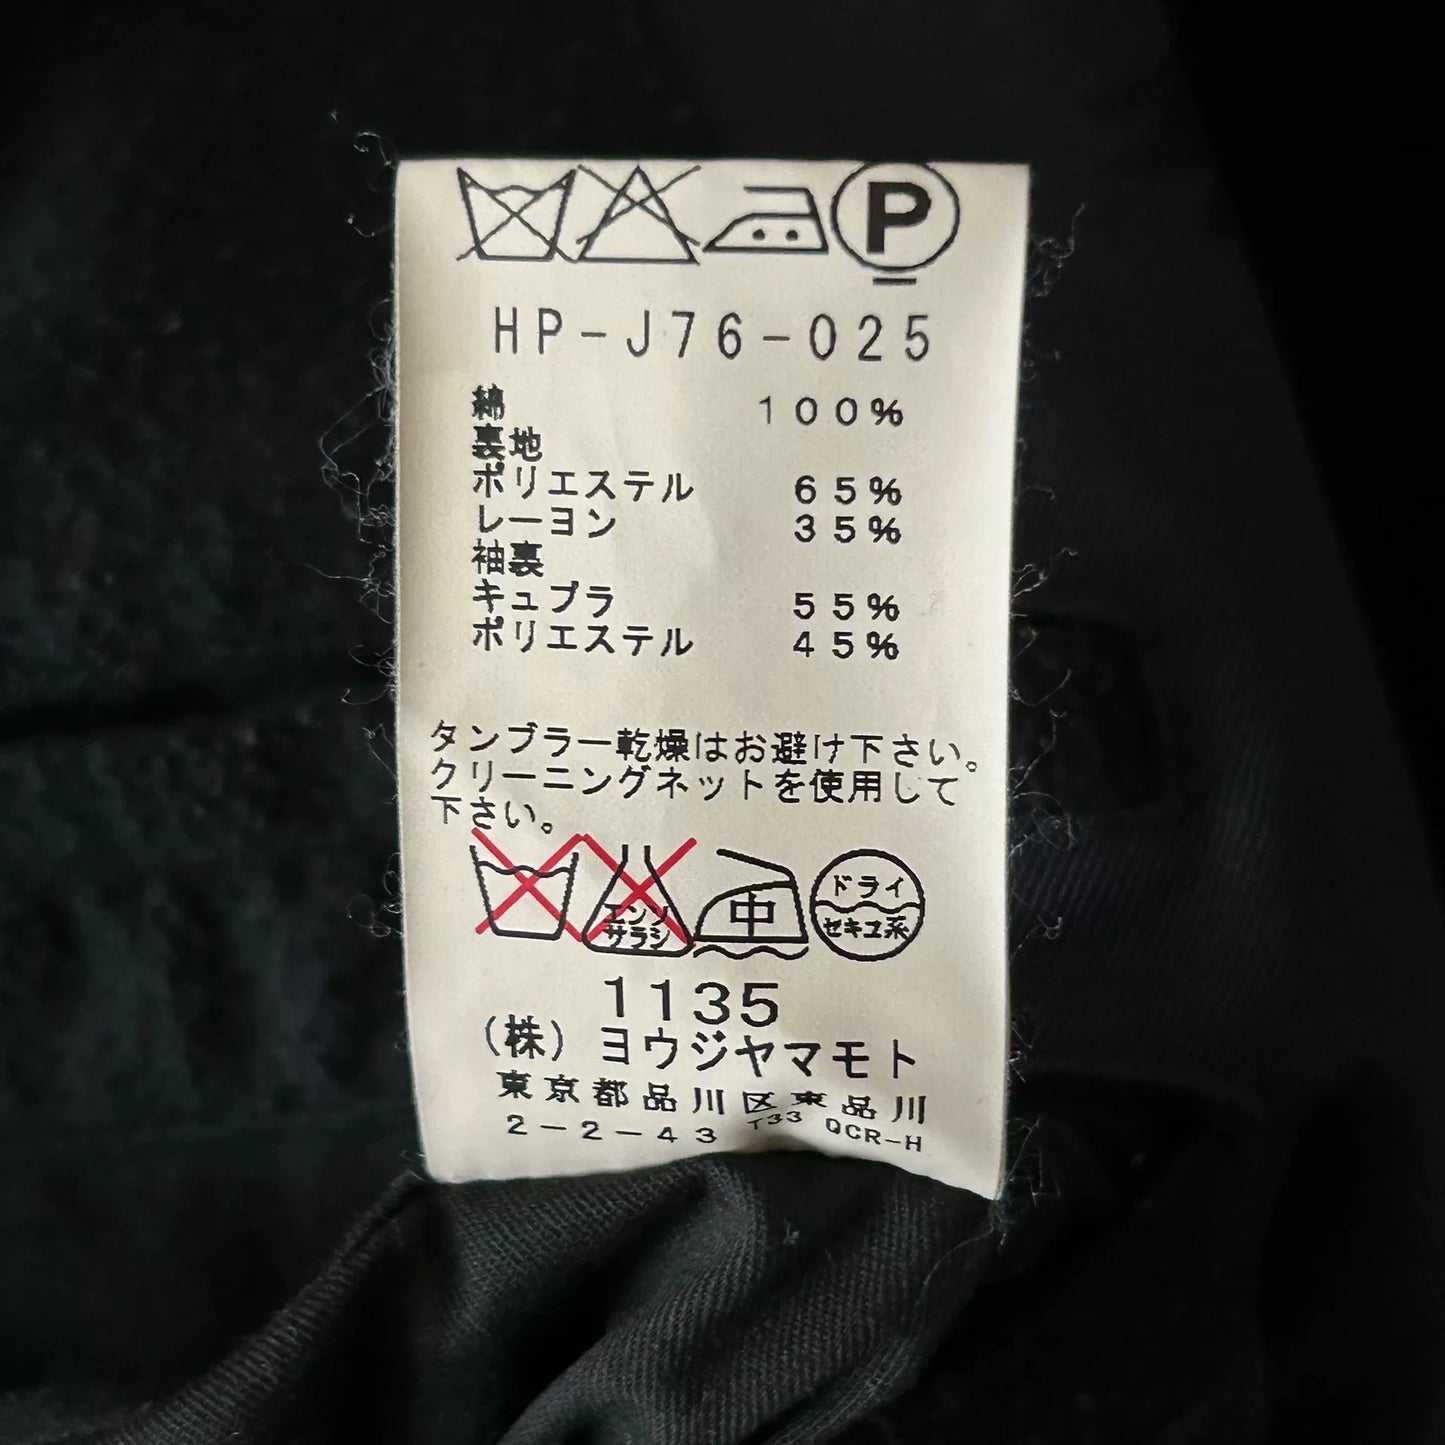 P
HP-J76-025
綿 100%
裏地
ポリエステル 65%
レーヨン 35%
袖裏
キュプラ 55%
ポリエステル 45%
タンブラー乾燥はお避け下さい。
クリーニングネットを使用して
下さい。
エンソサラシ 中 ドライ セキユ系
1135
(株) ヨウジヤマモト
東京都品川区東品川
2-2-43 T33 QCR-H